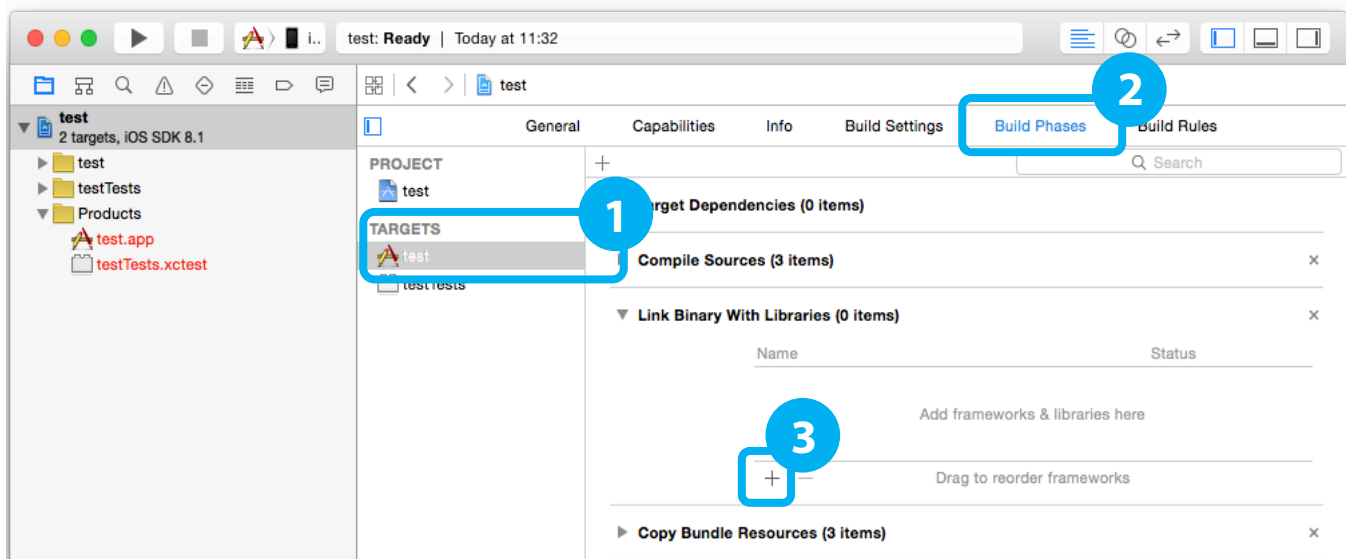 i.. test: Ready | Today at 11:32
test
2
test
2 targets, iOS SDK 8.1
General Capabilities Info Build Settings Build Phases Build Rules
test
testTests
Products
test.app
testTests.xctest
PROJECT
test
1
TARGETS
test
testTests
Search
rget Dependencies (0 items)
Compile Sources (3 items)
Link Binary With Libraries (0 items)
Name Status
Add frameworks & libraries here
3
Drag to reorder frameworks
Copy Bundle Resources (3 items)